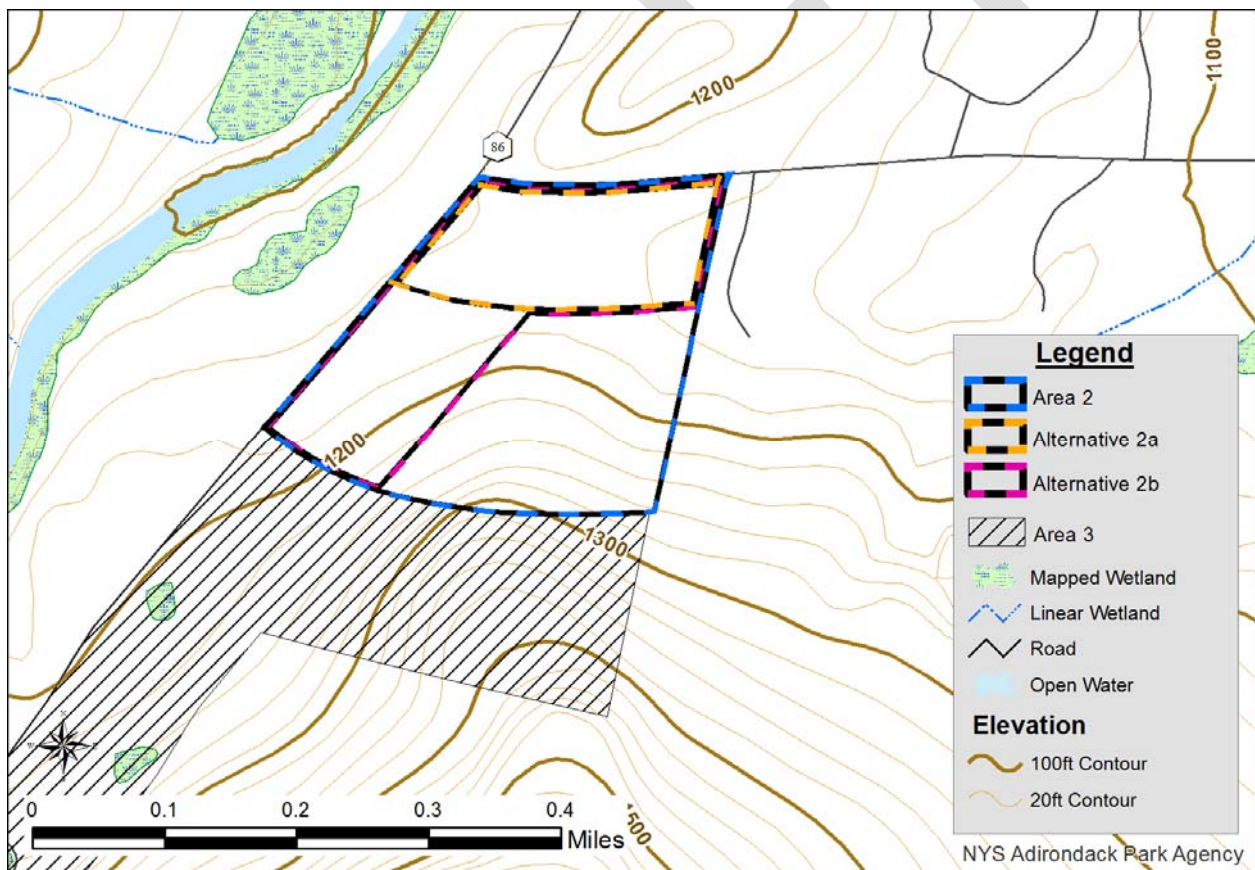 1200
1100
86
1200
1300
500
Legend
Area 2
Alternative 2a
Alternative 2b
Area 3
Mapped Wetland
Linear Wetland
Road
Open Water
Elevation
100ft Contour
20ft Contour
0 0.1 0.2 0.3 0.4
Miles
NYS Adirondack Park Agency